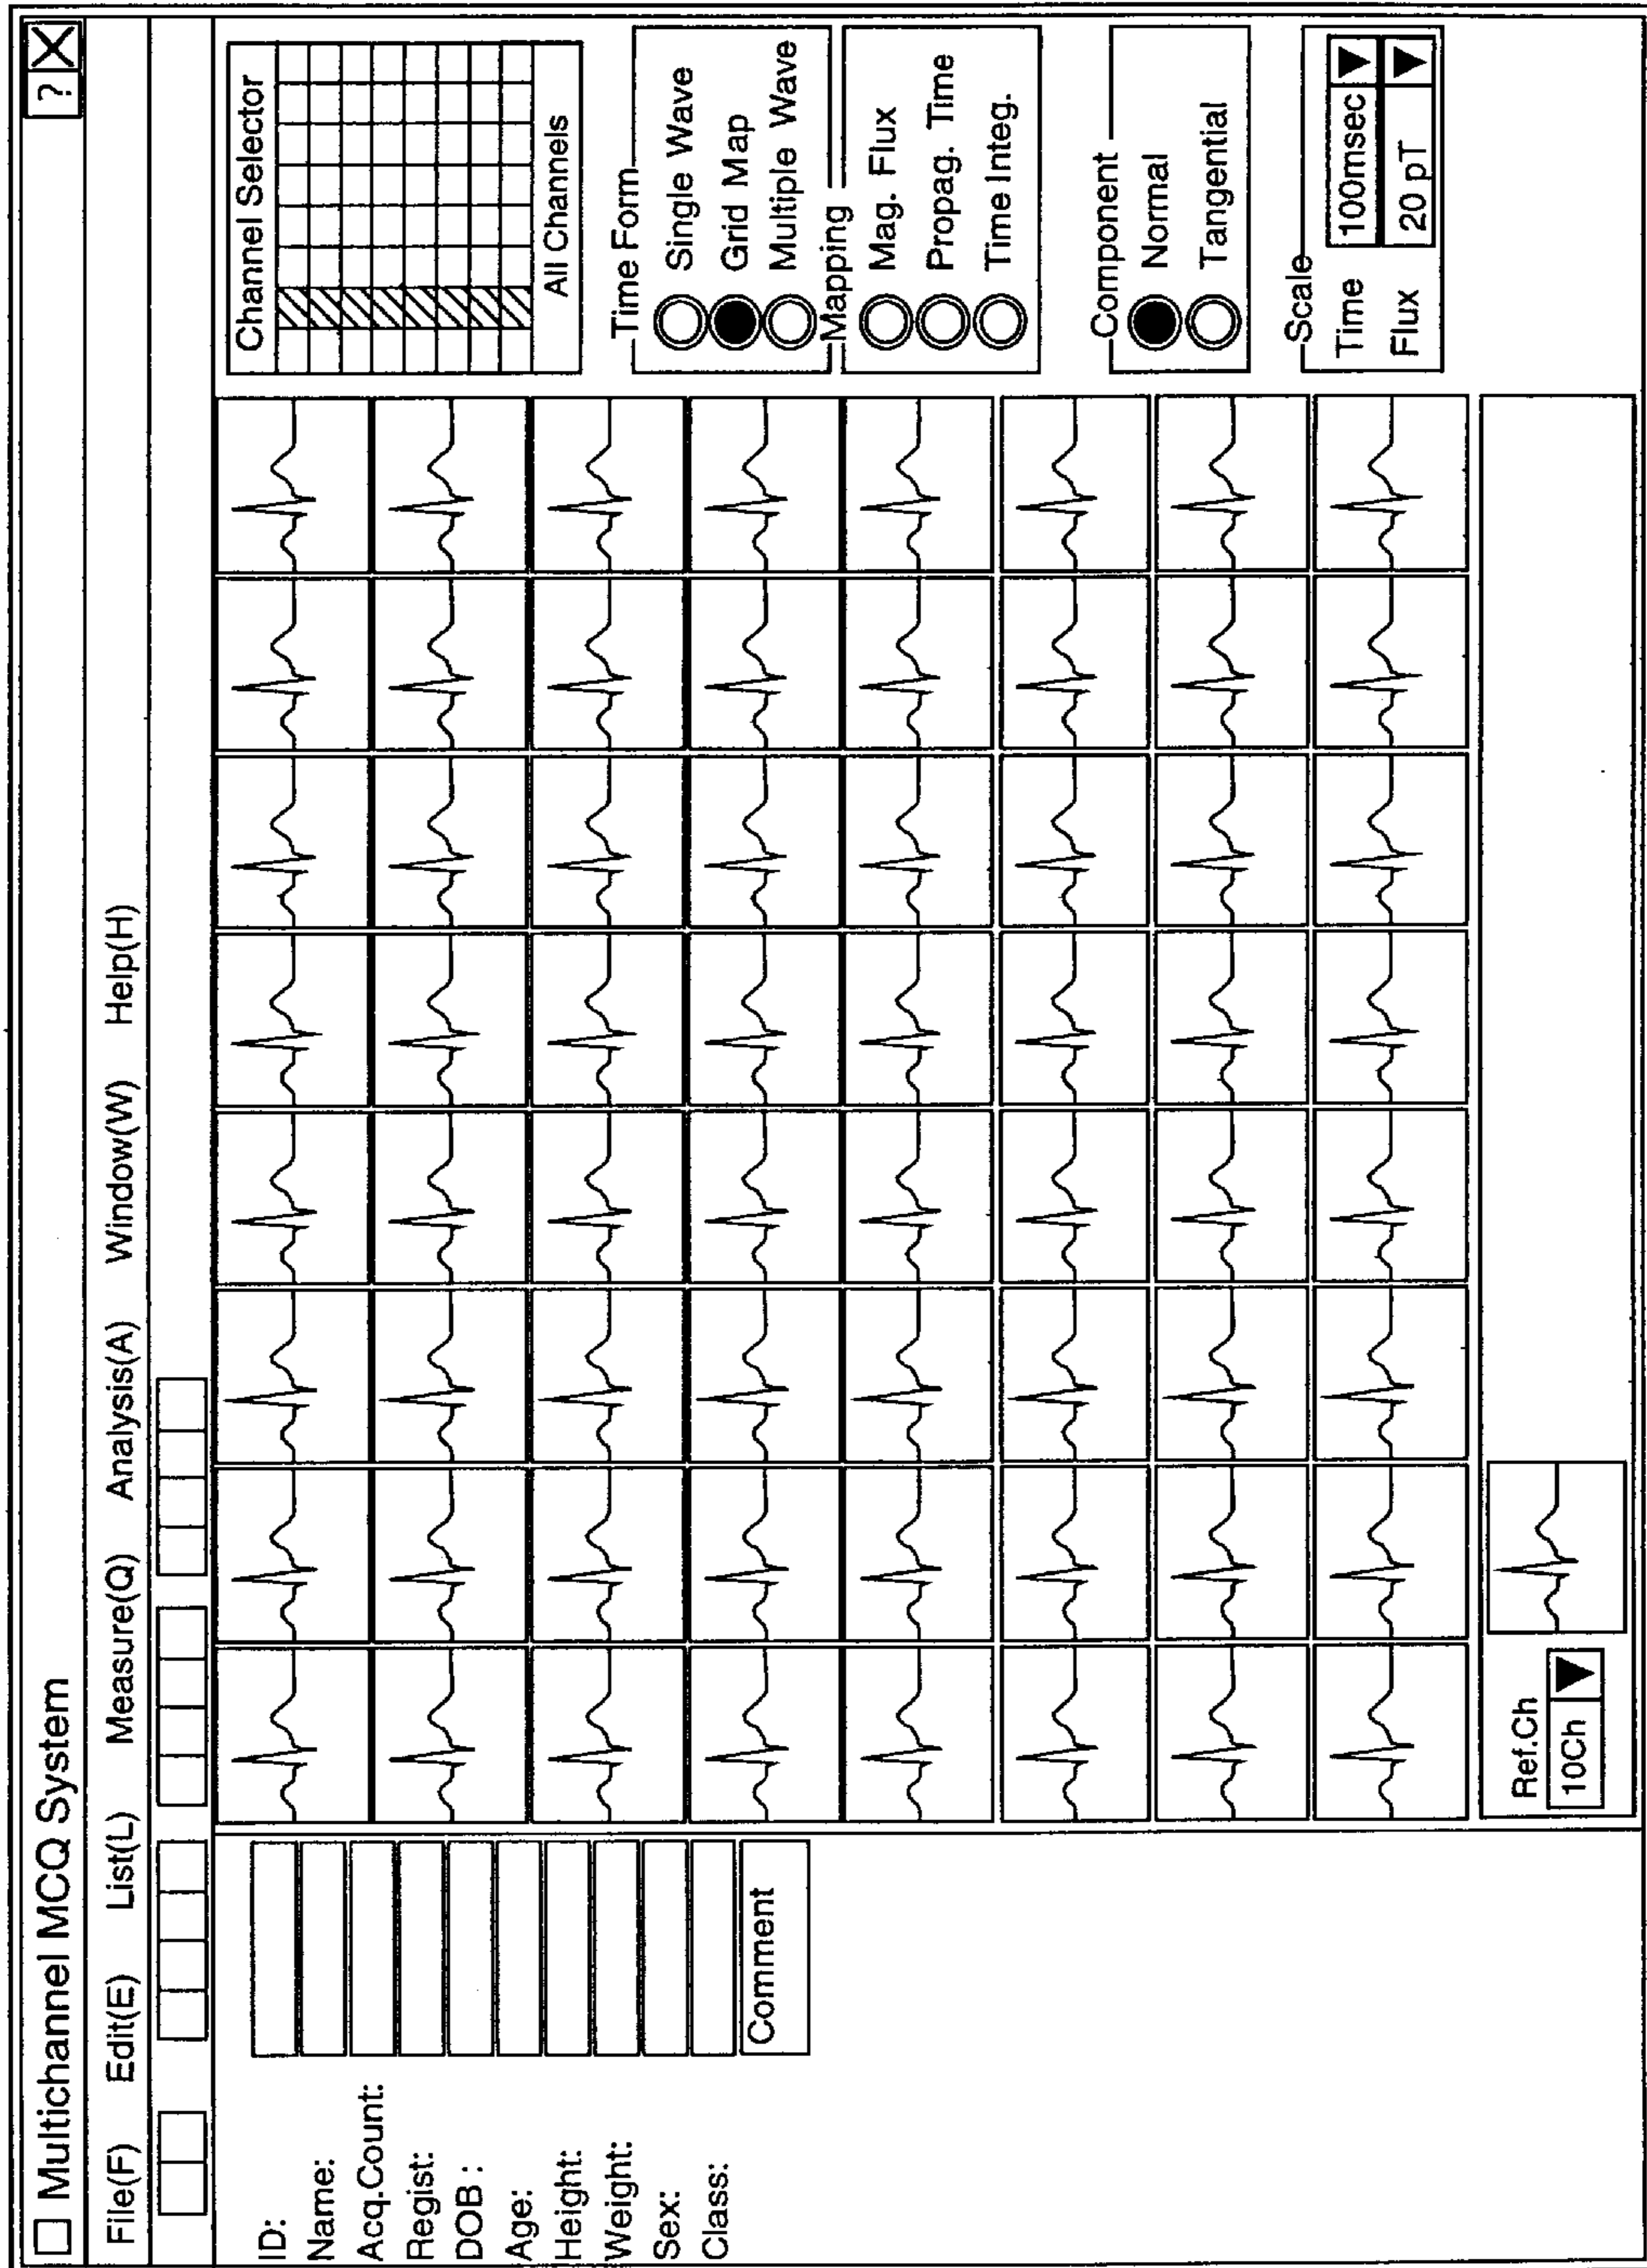 Multichannel MCQ System
? X
File(F) Edit(E) List(L) Measure(Q) Analysis(A) Window(W) Help(H)
ID:
Name:
Acq.Count:
Regist:
DOB :
Age:
Height:
Weight:
Sex:
Class:
Comment
Ref.Ch
10Ch
Channel Selector
All Channels
Time Form
Single Wave
Grid Map
Multiple Wave
Mapping
Mag. Flux
Propag. Time
Time Integ.
Component
Normal
Tangential
Scale
Time 100msec
Flux 20 pT